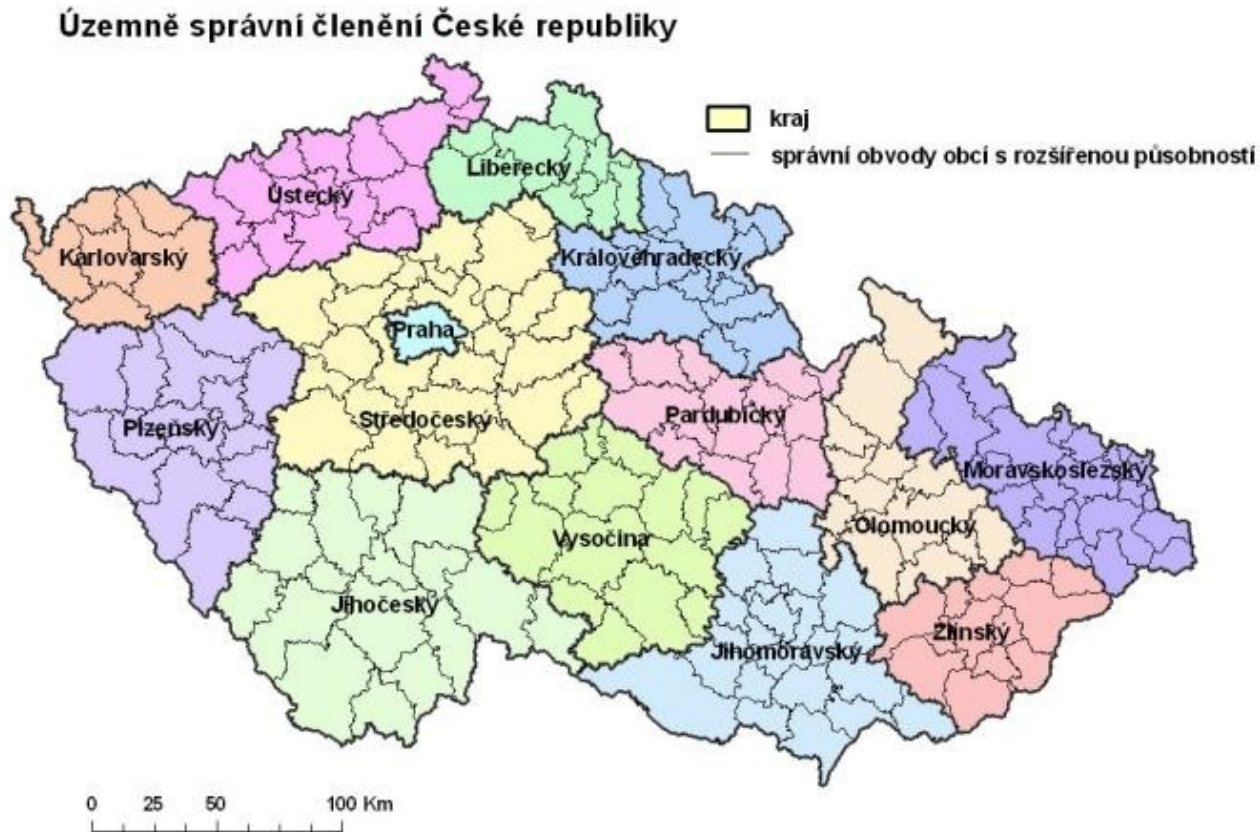 Územně správní členění České republiky
kraj
správní obvody obcí s rozšířenou působností
Liberecký
Ústecký
Karlovarský
Královéhradecký
Praha
Středočeský
Pardubický
Plzeňský
Moravskoslezský
Olomoucký
Vysočina
Jihočeský
Zlínský
Jihomoravský
0 25 50 100 Km